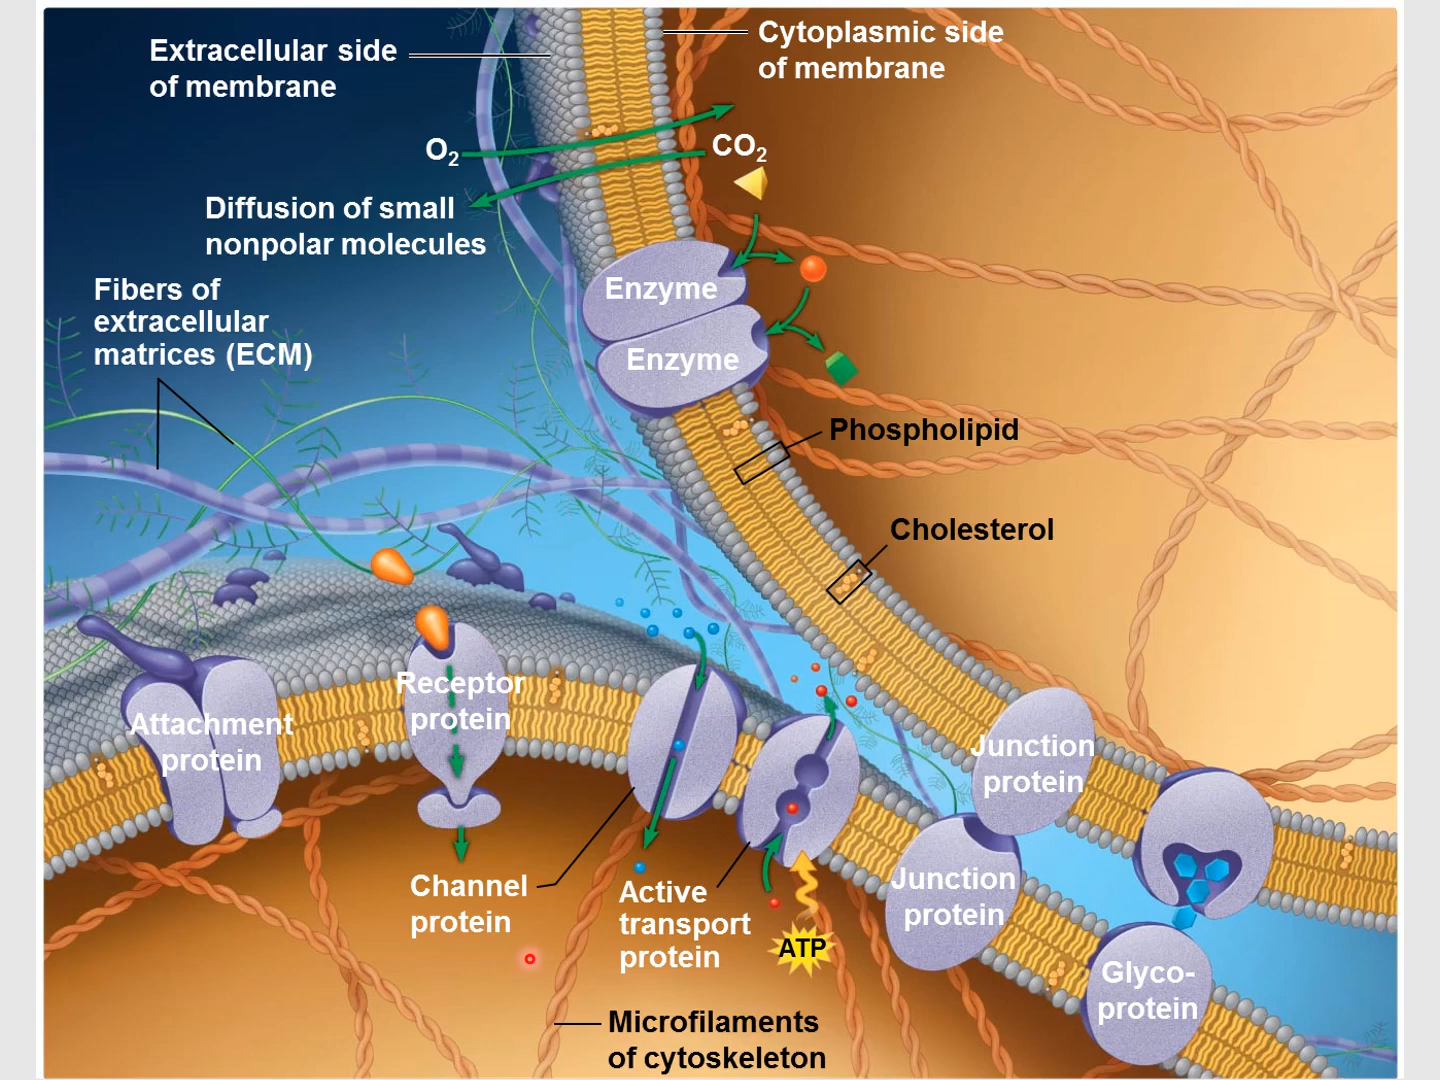 Extracellular side
of membrane
Cytoplasmic side
of membrane
O2
CO2
Diffusion of small
nonpolar molecules
Fibers of
extracellular
matrices (ECM)
Enzyme
Enzyme
Phospholipid
Cholesterol
Receptor
protein
Attachment
protein
Junction
protein
Channel
protein
Active
transport
protein
ATP
Junction
protein
Glyco-
protein
Microfilaments
of cytoskeleton